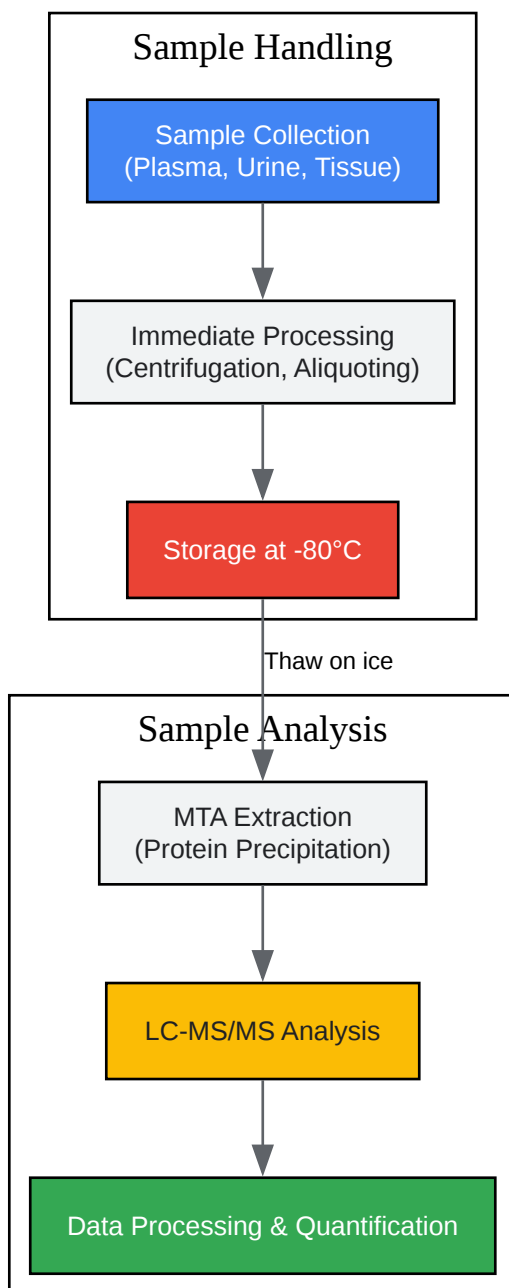 Sample Handling
Sample Collection
(Plasma, Urine, Tissue)
Immediate Processing
(Centrifugation, Aliquoting)
Storage at -80°C
Thaw on ice
Sample Analysis
MTA Extraction
(Protein Precipitation)
LC-MS/MS Analysis
Data Processing & Quantification